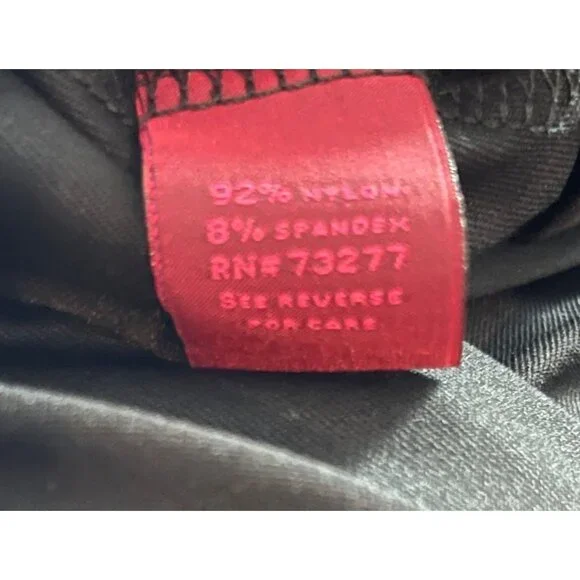 92% NYLON
8% SPANDEX
RN# 73277
SEE REVERSE
FOR CARE